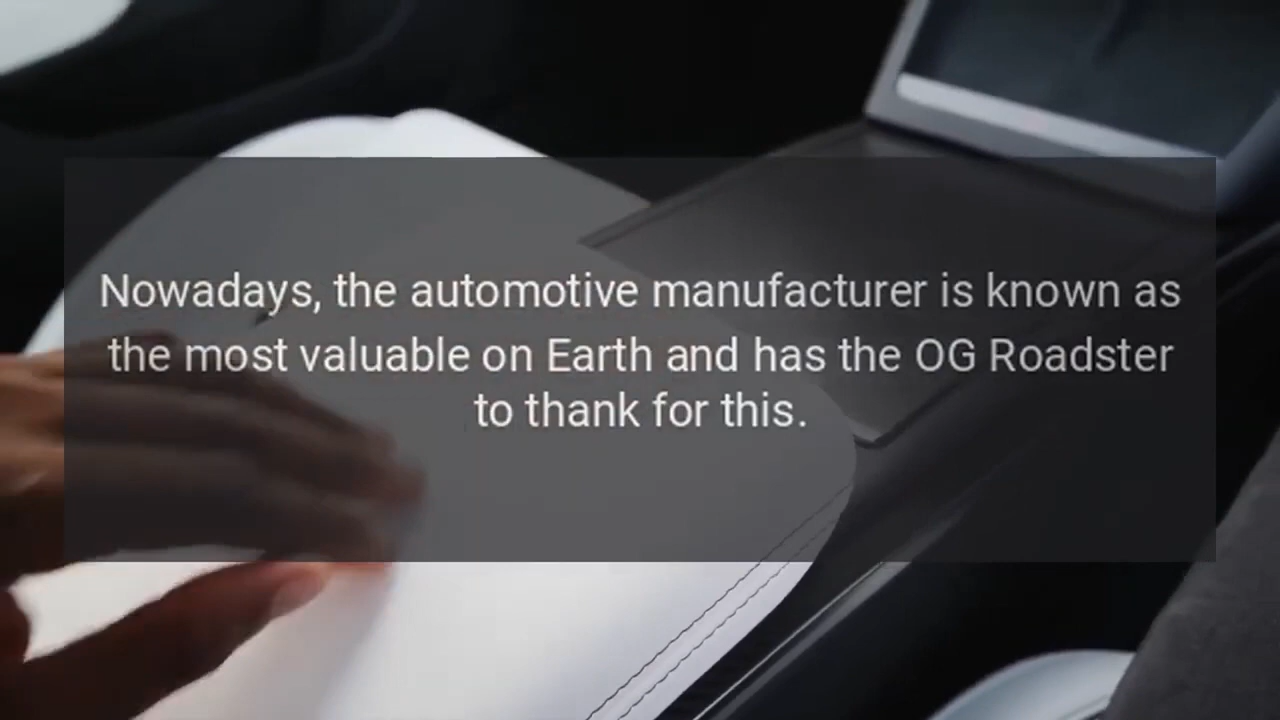 Nowadays, the automotive manufacturer is known as
the most valuable on Earth and has the OG Roadster
to thank for this.